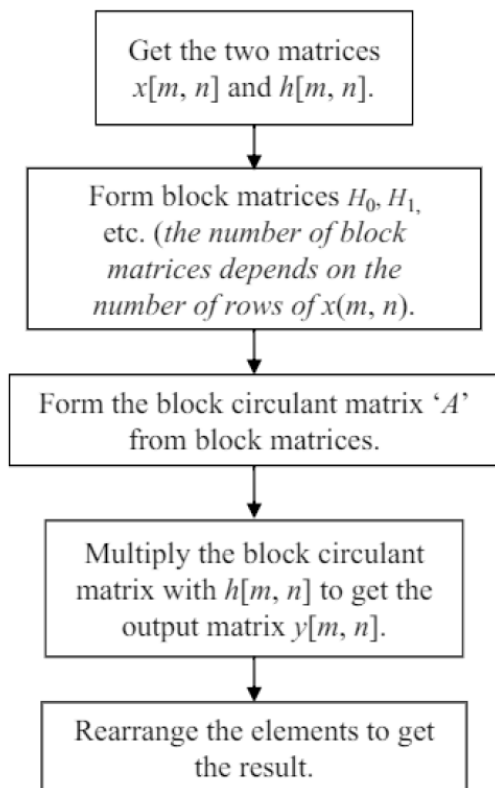 Get the two matrices
x[m, n] and h[m, n].
Form block matrices H₀, H₁,
etc. (the number of block
matrices depends on the
number of rows of x(m, n).
Form the block circulant matrix ‘A’
from block matrices.
Multiply the block circulant
matrix with h[m, n] to get the
output matrix y[m, n].
Rearrange the elements to get
the result.